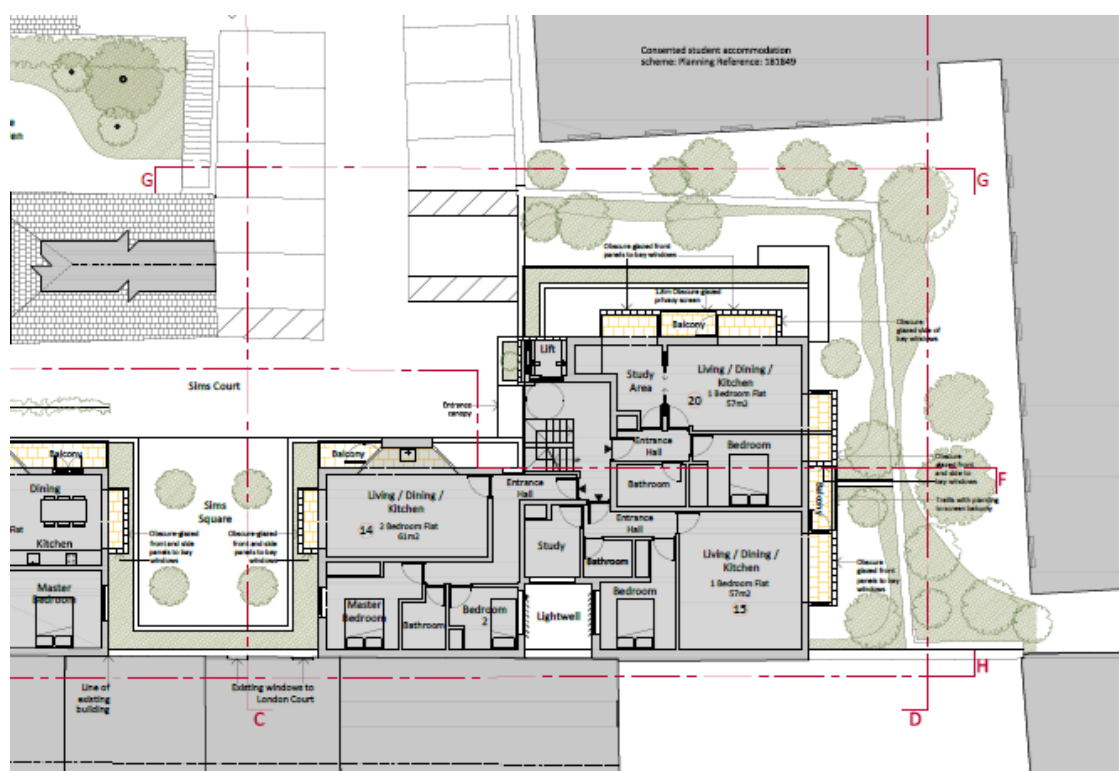 Consented student accommodation
scheme: Planning Reference: 181849
G
G
Obscure glazed front
panels to bay windows
1.8m Obscure glazed
privacy screen
Balcony
Obscure
glazed side of
bay windows
Lift
Study
Area
Living / Dining /
Kitchen
1 Bedroom Flat
57m2
20
Sims Court
Entrance
canopy
Entrance
Hall
Bedroom
Bathroom
Obscure
glazed front
and side to
bay windows
F
Balcony
Trellis with planting
to screen balcony
Balcony
Dining
Kitchen
Master
Bedroom
Sims
Square
Obscure-glazed
front and side
panels to bay
windows
Obscure-glazed
front and side
panels to bay
windows
Balcony
Living / Dining /
Kitchen
14
2 Bedroom Flat
61m2
Entrance
Hall
Entrance
Hall
Study
Bathroom
Living / Dining /
Kitchen
1 Bedroom Flat
57m2
15
Obscure
glazed front
panels to bay
windows
Master
Bedroom
Bathroom
Bedroom
2
Lightwell
Bedroom
H
Line of
existing
building
Existing windows to
London Court
C
D